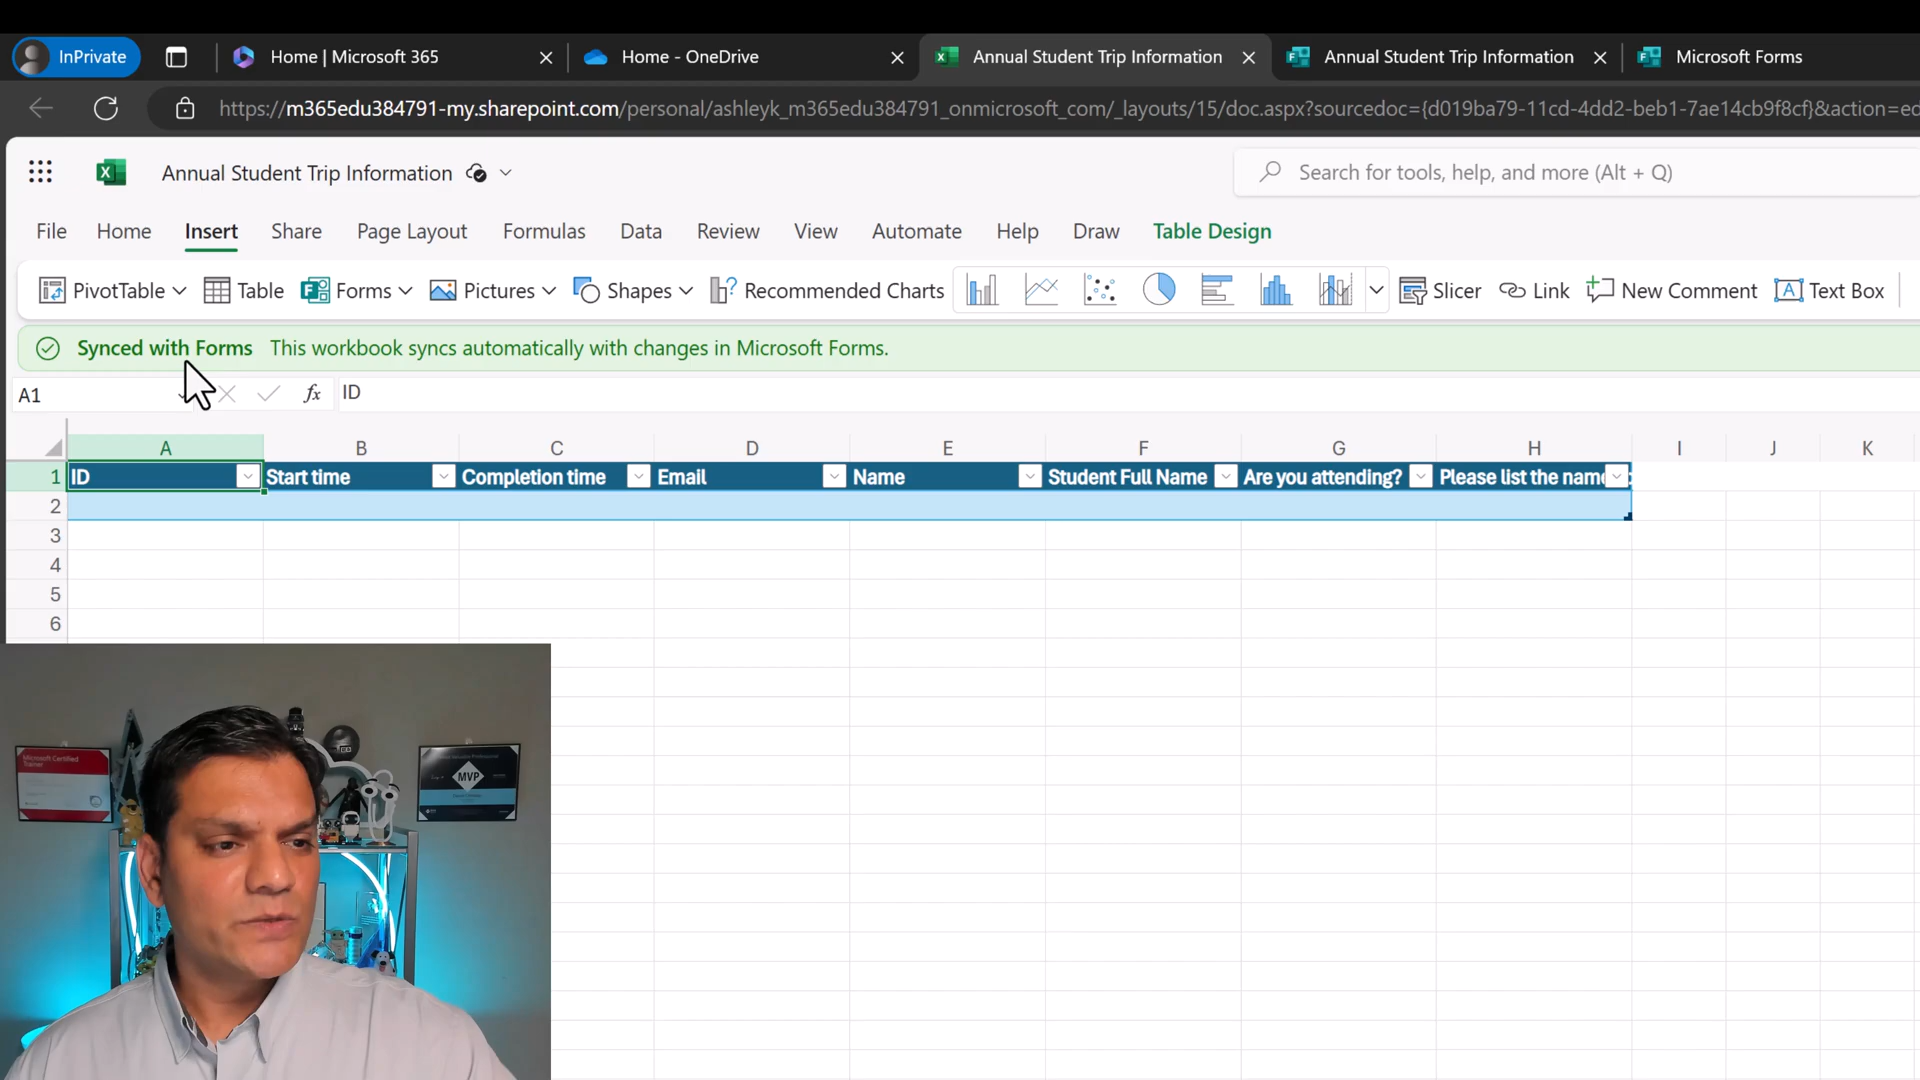 InPrivate Home | Microsoft 365 Home - OneDrive Annual Student Trip Information Annual Student Trip Information Microsoft Forms
https://m365edu384791-my.sharepoint.com/personal/ashleyk_m365edu384791_onmicrosoft_com/_layouts/15/doc.aspx?sourcedoc={d019ba79-11cd-4dd2-beb1-7ae14cb9f8cf}&action=ed
Annual Student Trip Information Search for tools, help, and more (Alt + Q)
File Home Insert Share Page Layout Formulas Data Review View Automate Help Draw Table Design
PivotTable Table Forms Pictures Shapes Recommended Charts Slicer Link New Comment Text Box
Synced with Forms This workbook syncs automatically with changes in Microsoft Forms.
A1 fx ID
A B C D E F G H I J K
1 ID Start time Completion time Email Name Student Full Name Are you attending? Please list the name
2
3
4
5
6
Microsoft Certified
Trainer
MVP